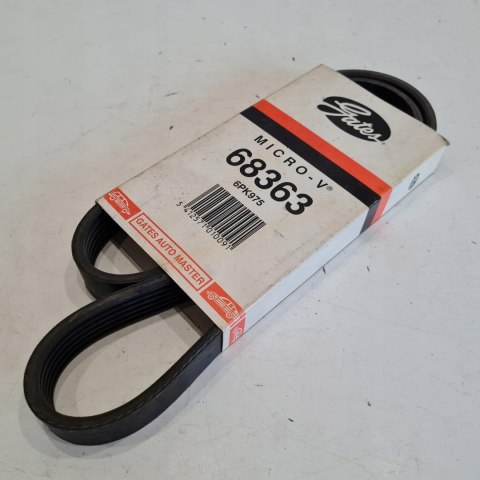 Gates
MICRO-V®
68363
6PK975
GATES AUTO MASTER